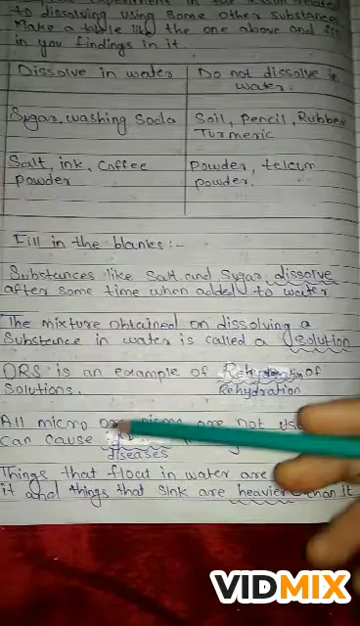 to dissolving using some other substance
Make a table like the one above and fill
in you findings in it.
Dissolve in water
Do not dissolve in
water.
Sugar, washing Soda
Soil, Pencil, Rubber
Turmeric
Salt, ink, Coffee
powder
Powder, telcum
powder.
Fill in the blanks:-
Substances like Salt and Sugar dissolve
after some time when added to water
The mixture obtained on dissolving a
Substance in water is called a solution
ORS is an example of of
Solutions. Rehydration
All micro are not
can cause
diseases
Things that float in water are
it and things that sink are heavier than it
VIDMIX